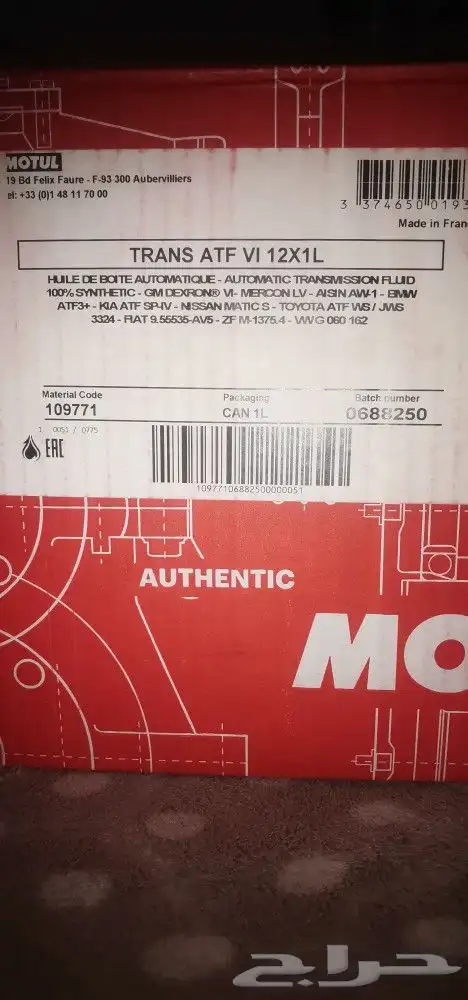 MOTUL
19 Bd Felix Faure - F-93 300 Aubervilliers
el: +33 (0)1 48 11 70 00
3 374650 0193
Made in Fran
TRANS ATF VI 12X1L
HUILE DE BOITE AUTOMATIQUE - AUTOMATIC TRANSMISSION FLUID
100% SYNTHETIC - GM DEXRON® VI - MERCON LV - AISIN AW-1 - BMW
ATF3+ - KIA ATF SP-IV - NISSAN MATIC S - TOYOTA ATF WS / JWS
3324 - FIAT 9.55535-AV5 - ZF M-1375.4 - VW G 060 162
Material Code
109771
Packaging
CAN 1L
Batch number
0688250
1 0051 / 0775
EAC
10977106882500000051
AUTHENTIC
MO
حراج